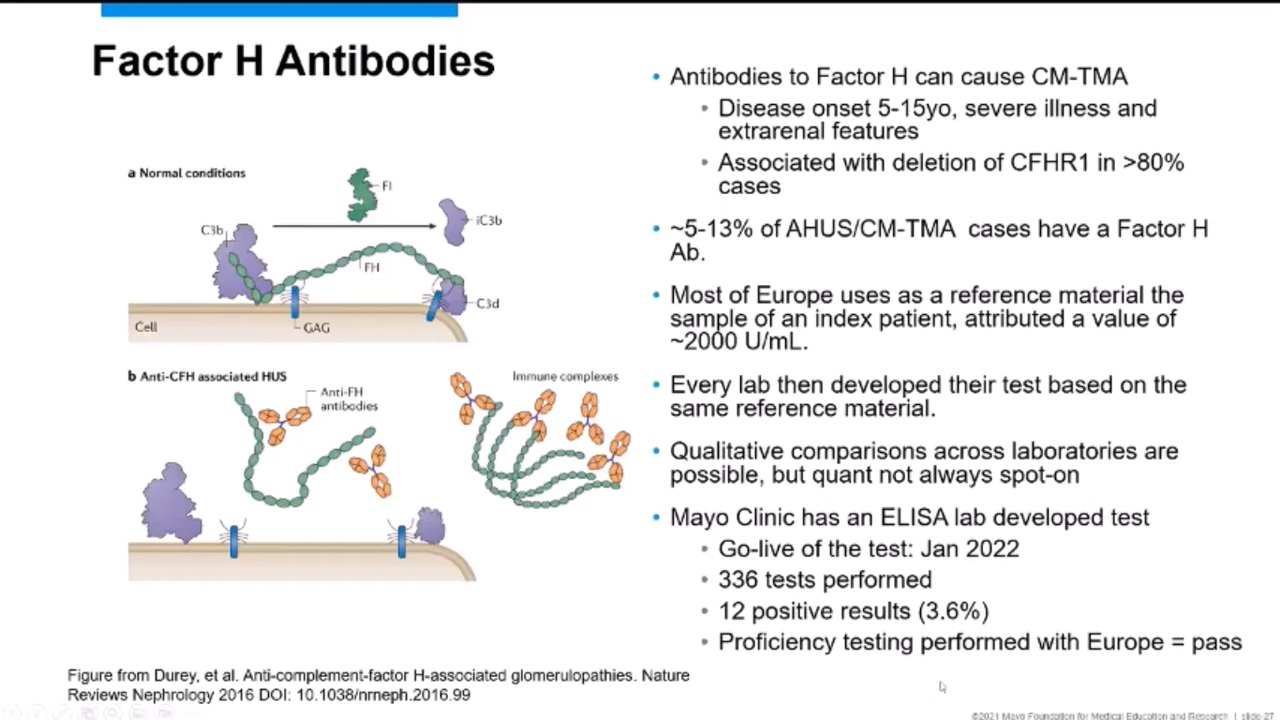 Factor H Antibodies
a Normal conditions
FI
C3b
iC3b
FH
C3d
Cell
GAG
b Anti-CFH associated HUS
Anti-FH
antibodies
Immune complexes
Figure from Durey, et al. Anti-complement-factor H-associated glomerulopathies. Nature
Reviews Nephrology 2016 DOI: 10.1038/nrneph.2016.99
• Antibodies to Factor H can cause CM-TMA
• Disease onset 5-15yo, severe illness and
extrarenal features
• Associated with deletion of CFHR1 in >80%
cases
• ~5-13% of AHUS/CM-TMA cases have a Factor H
Ab.
• Most of Europe uses as a reference material the
sample of an index patient, attributed a value of
~2000 U/mL.
• Every lab then developed their test based on the
same reference material.
• Qualitative comparisons across laboratories are
possible, but quant not always spot-on
• Mayo Clinic has an ELISA lab developed test
• Go-live of the test: Jan 2022
• 336 tests performed
• 12 positive results (3.6%)
• Proficiency testing performed with Europe = pass
©2021 Mayo Foundation for Medical Education and Research | slide-27